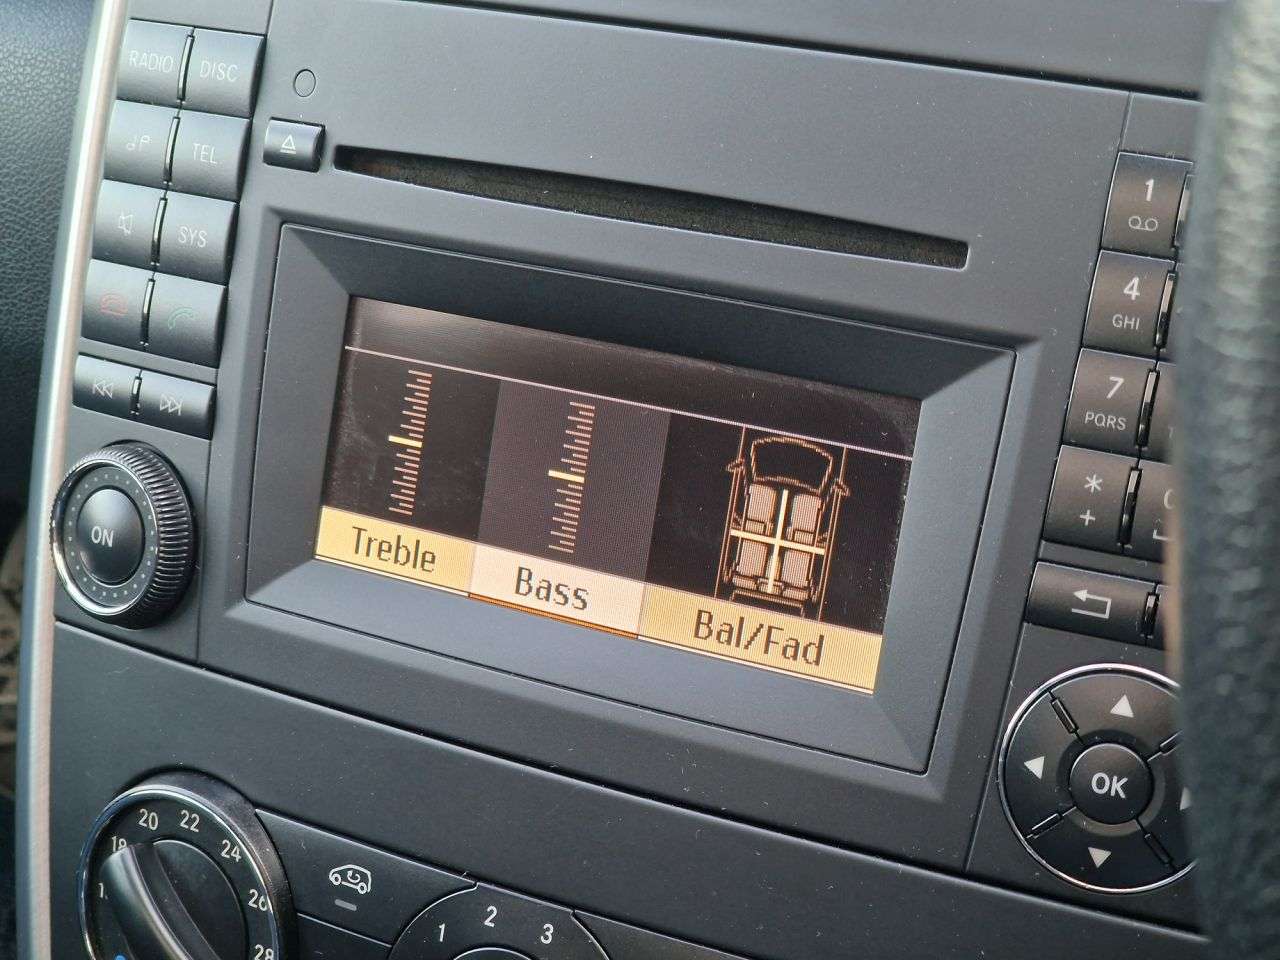 RADIO
DISC
TEL
SYS
ON
Treble
Bass
Bal/Fad
1
4
GHI
7
PQRS
*
+
OK
18
20
22
24
26
28
1
2
3